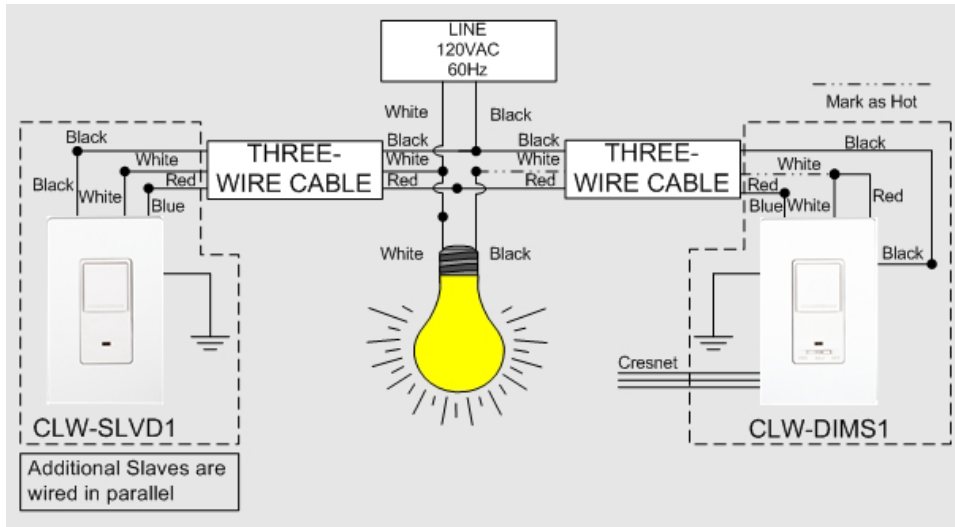 LINE
120VAC
60Hz
White
Black
Mark as Hot
Black
White
Red
THREE-
WIRE CABLE
Black
White
Red
Black
White
Red
THREE-
WIRE CABLE
Black
White
Red
Black
White
Blue
Blue
White
Red
Black
White
Black
Cresnet
CLW-SLVD1
CLW-DIMS1
Additional Slaves are
wired in parallel